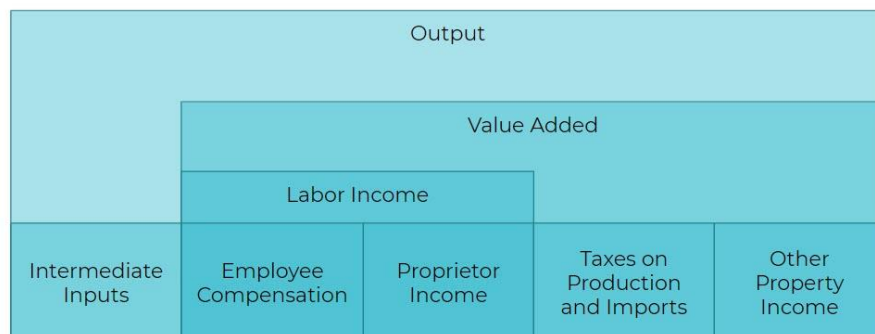 Output
Value Added
Labor Income
Intermediate
Inputs
Employee
Compensation
Proprietor
Income
Taxes on
Production
and Imports
Other
Property
Income